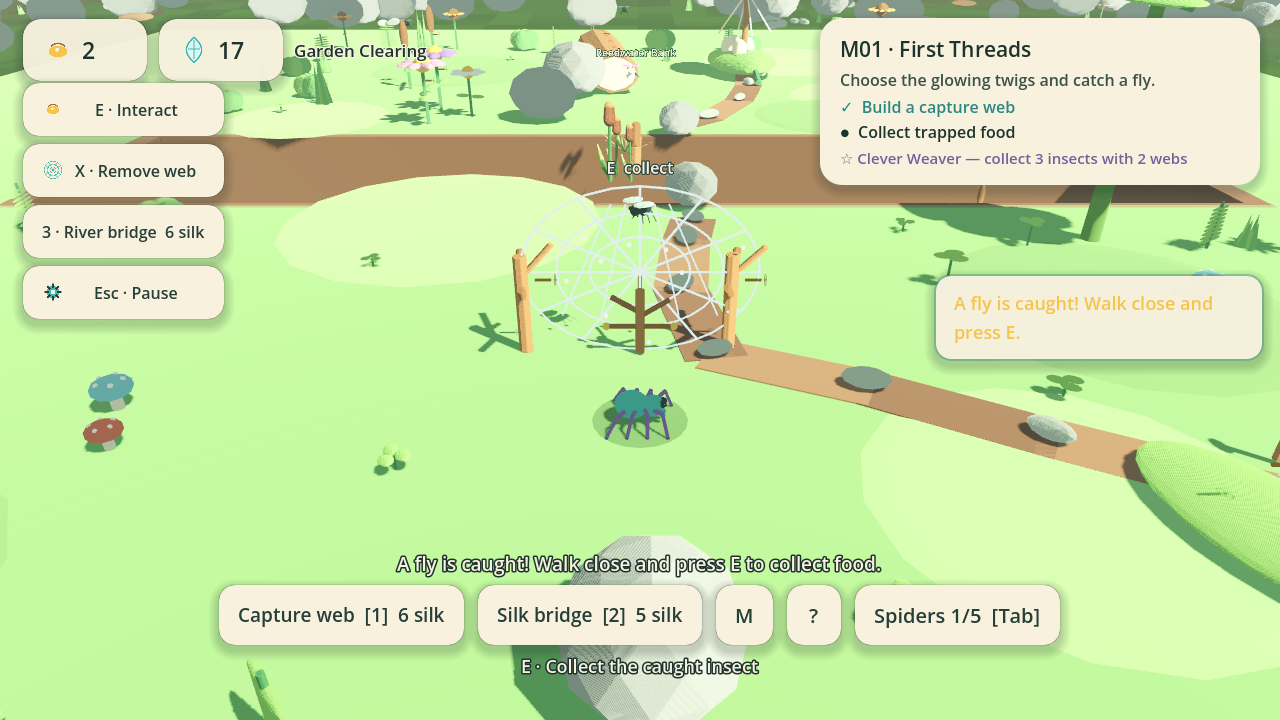 2
17
Garden Clearing
E · Interact
X · Remove web
3 · River bridge 6 silk
Esc · Pause
Reedwater Bank
M01 · First Threads
Choose the glowing twigs and catch a fly.
✓ Build a capture web
● Collect trapped food
☆ Clever Weaver — collect 3 insects with 2 webs
E collect
A fly is caught! Walk close and
press E.
A fly is caught! Walk close and press E to collect food.
Capture web [1] 6 silk
Silk bridge [2] 5 silk
M
?
Spiders 1/5 [Tab]
E · Collect the caught insect